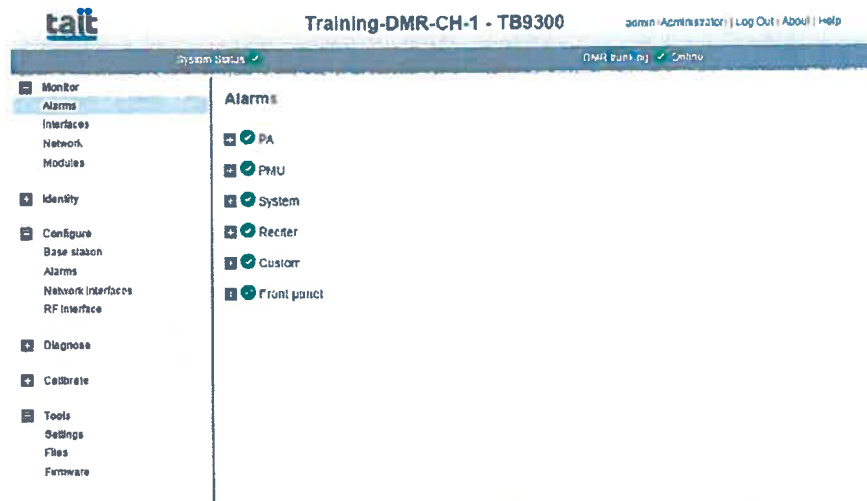 tait
Training-DMR-CH-1 - TB9300
admin (Administrator) | Log Out | About | Help
System Status
DMR trunking Online
Monitor
Alarms
Interfaces
Network
Modules
Identity
Configure
Base station
Alarms
Network Interfaces
RF Interface
Diagnose
Calibrate
Tools
Settings
Files
Firmware
Alarms
PA
PMU
System
Reciter
Custom
Front panel